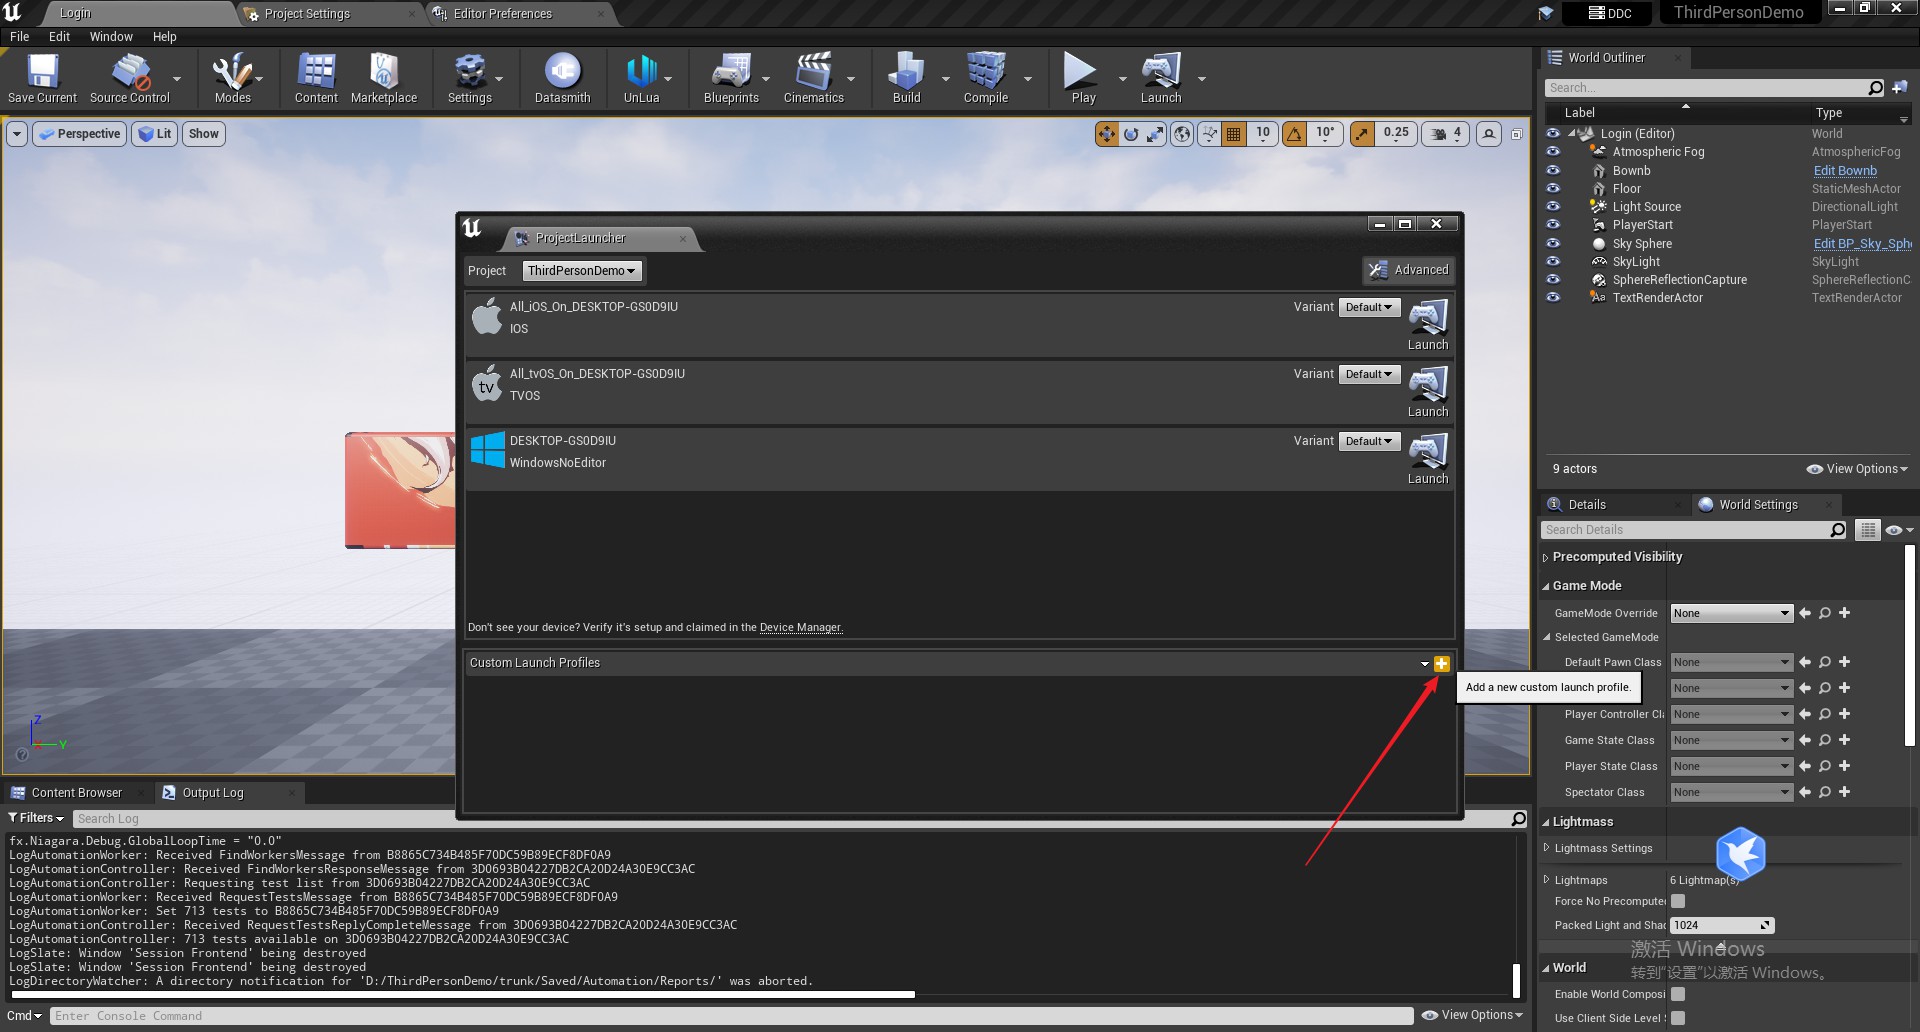 Login
Project Settings
Editor Preferences
DDC
ThirdPersonDemo
File Edit Window Help
Save Current
Source Control
Modes
Content
Marketplace
Settings
Datasmith
UnLua
Blueprints
Cinematics
Build
Compile
Play
Launch
Perspective
Lit
Show
10
10°
0.25
4
ProjectLauncher
Project
ThirdPersonDemo
Advanced
All_iOS_On_DESKTOP-GS0D9IU
IOS
Variant
Default
Launch
tv
All_tvOS_On_DESKTOP-GS0D9IU
TVOS
Variant
Default
Launch
DESKTOP-GS0D9IU
WindowsNoEditor
Variant
Default
Launch
Don't see your device? Verify it's setup and claimed in the Device Manager.
Custom Launch Profiles
Add a new custom launch profile.
Z
X
Y
Content Browser
Output Log
Filters
Search Log
fx.Niagara.Debug.GlobalLoopTime = "0.0"
LogAutomationWorker: Received FindWorkersMessage from B8865C734B485F70DC59B89ECF8DF0A9
LogAutomationController: Received FindWorkersResponseMessage from 3D0693B04227DB2CA20D24A30E9CC3AC
LogAutomationController: Requesting test list from 3D0693B04227DB2CA20D24A30E9CC3AC
LogAutomationWorker: Received RequestTestsMessage from B8865C734B485F70DC59B89ECF8DF0A9
LogAutomationWorker: Set 713 tests to B8865C734B485F70DC59B89ECF8DF0A9
LogAutomationController: Received RequestTestsReplyCompleteMessage from 3D0693B04227DB2CA20D24A30E9CC3AC
LogAutomationController: 713 tests available on 3D0693B04227DB2CA20D24A30E9CC3AC
LogSlate: Window 'Session Frontend' being destroyed
LogSlate: Window 'Session Frontend' being destroyed
LogDirectoryWatcher: A directory notification for 'D:/ThirdPersonDemo/trunk/Saved/Automation/Reports/' was aborted.
Cmd
Enter Console Command
View Options
World Outliner
Search...
Label Type
Login (Editor) World
Atmospheric Fog AtmosphericFog
Bownb Edit Bownb
Floor StaticMeshActor
Light Source DirectionalLight
PlayerStart PlayerStart
Sky Sphere Edit BP_Sky_Sphe
SkyLight SkyLight
SphereReflectionCapture SphereReflectionC
TextRenderActor TextRenderActor
9 actors
View Options
Details
World Settings
Search Details
Precomputed Visibility
Game Mode
GameMode Override None
Selected GameMode
Default Pawn Class None
None
Player Controller Cl None
Game State Class None
Player State Class None
Spectator Class None
Lightmass
Lightmass Settings
Lightmaps 6 Lightmap(s)
Force No Precompute
Packed Light and Shad 1024
激活 Windows
转到"设置"以激活 Windows。
World
Enable World Composi
Use Client Side Level S